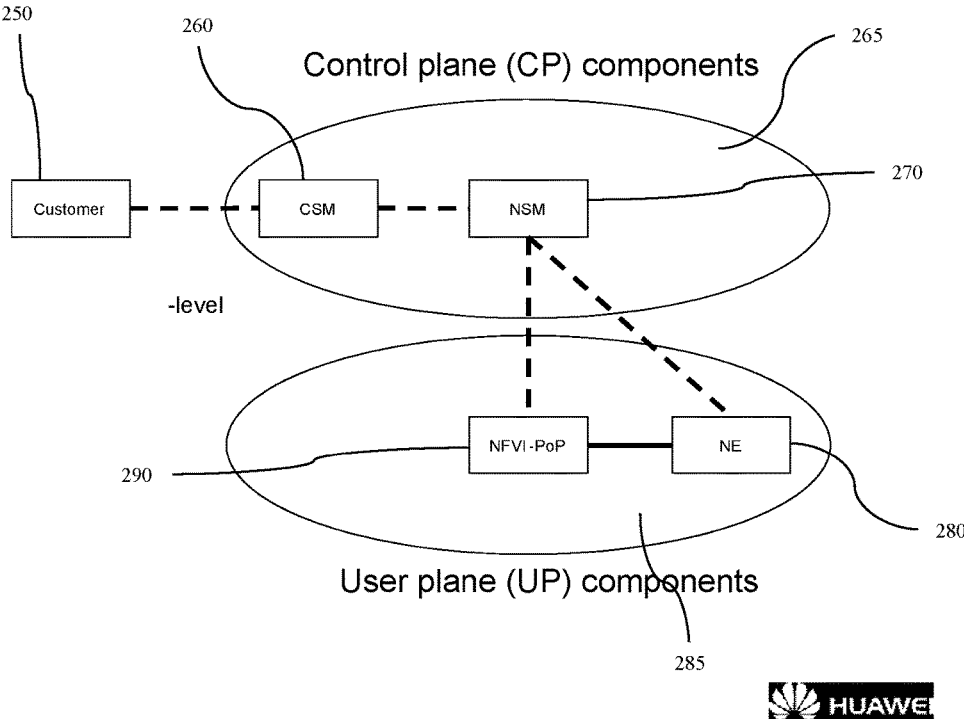 250
260
265
Control plane (CP) components
270
Customer
CSM
NSM
-level
NFVI-PoP
NE
290
280
User plane (UP) components
285
HUAWEI